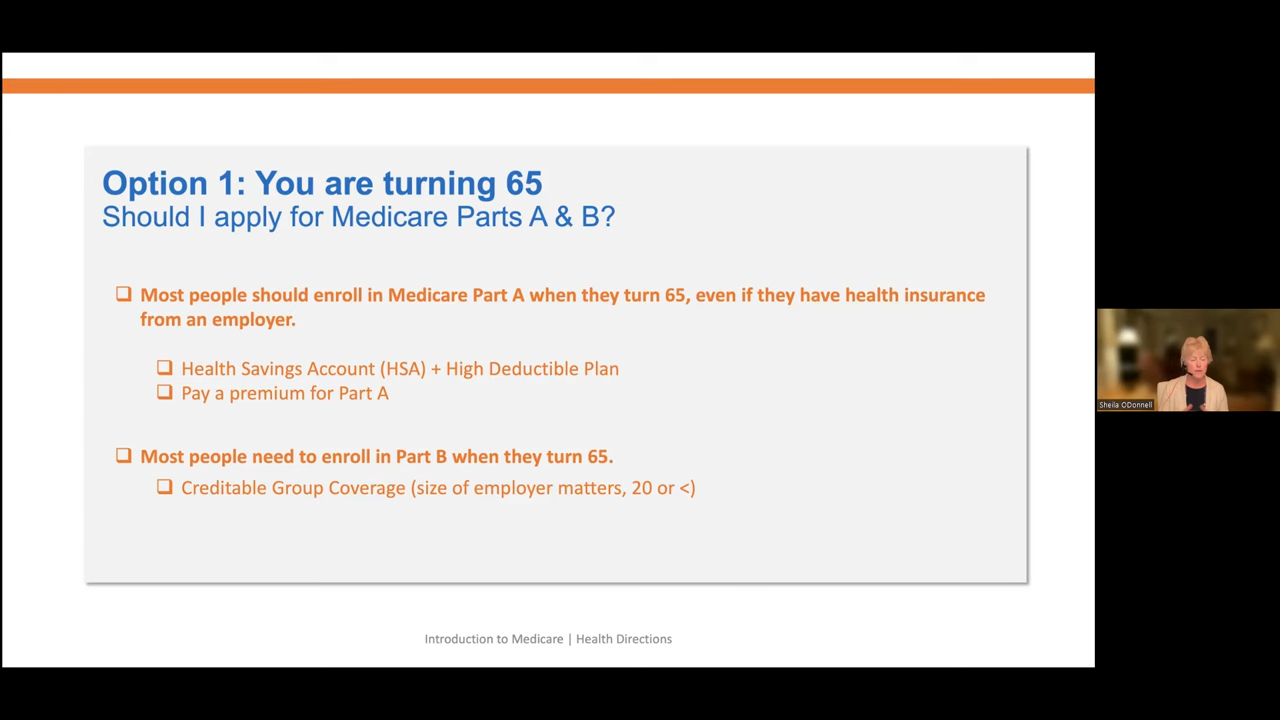 Option 1: You are turning 65
Should I apply for Medicare Parts A & B?
❑ Most people should enroll in Medicare Part A when they turn 65, even if they have health insurance
from an employer.
❑ Health Savings Account (HSA) + High Deductible Plan
❑ Pay a premium for Part A
❑ Most people need to enroll in Part B when they turn 65.
❑ Creditable Group Coverage (size of employer matters, 20 or <)
Introduction to Medicare | Health Directions
Sheila ODonnell